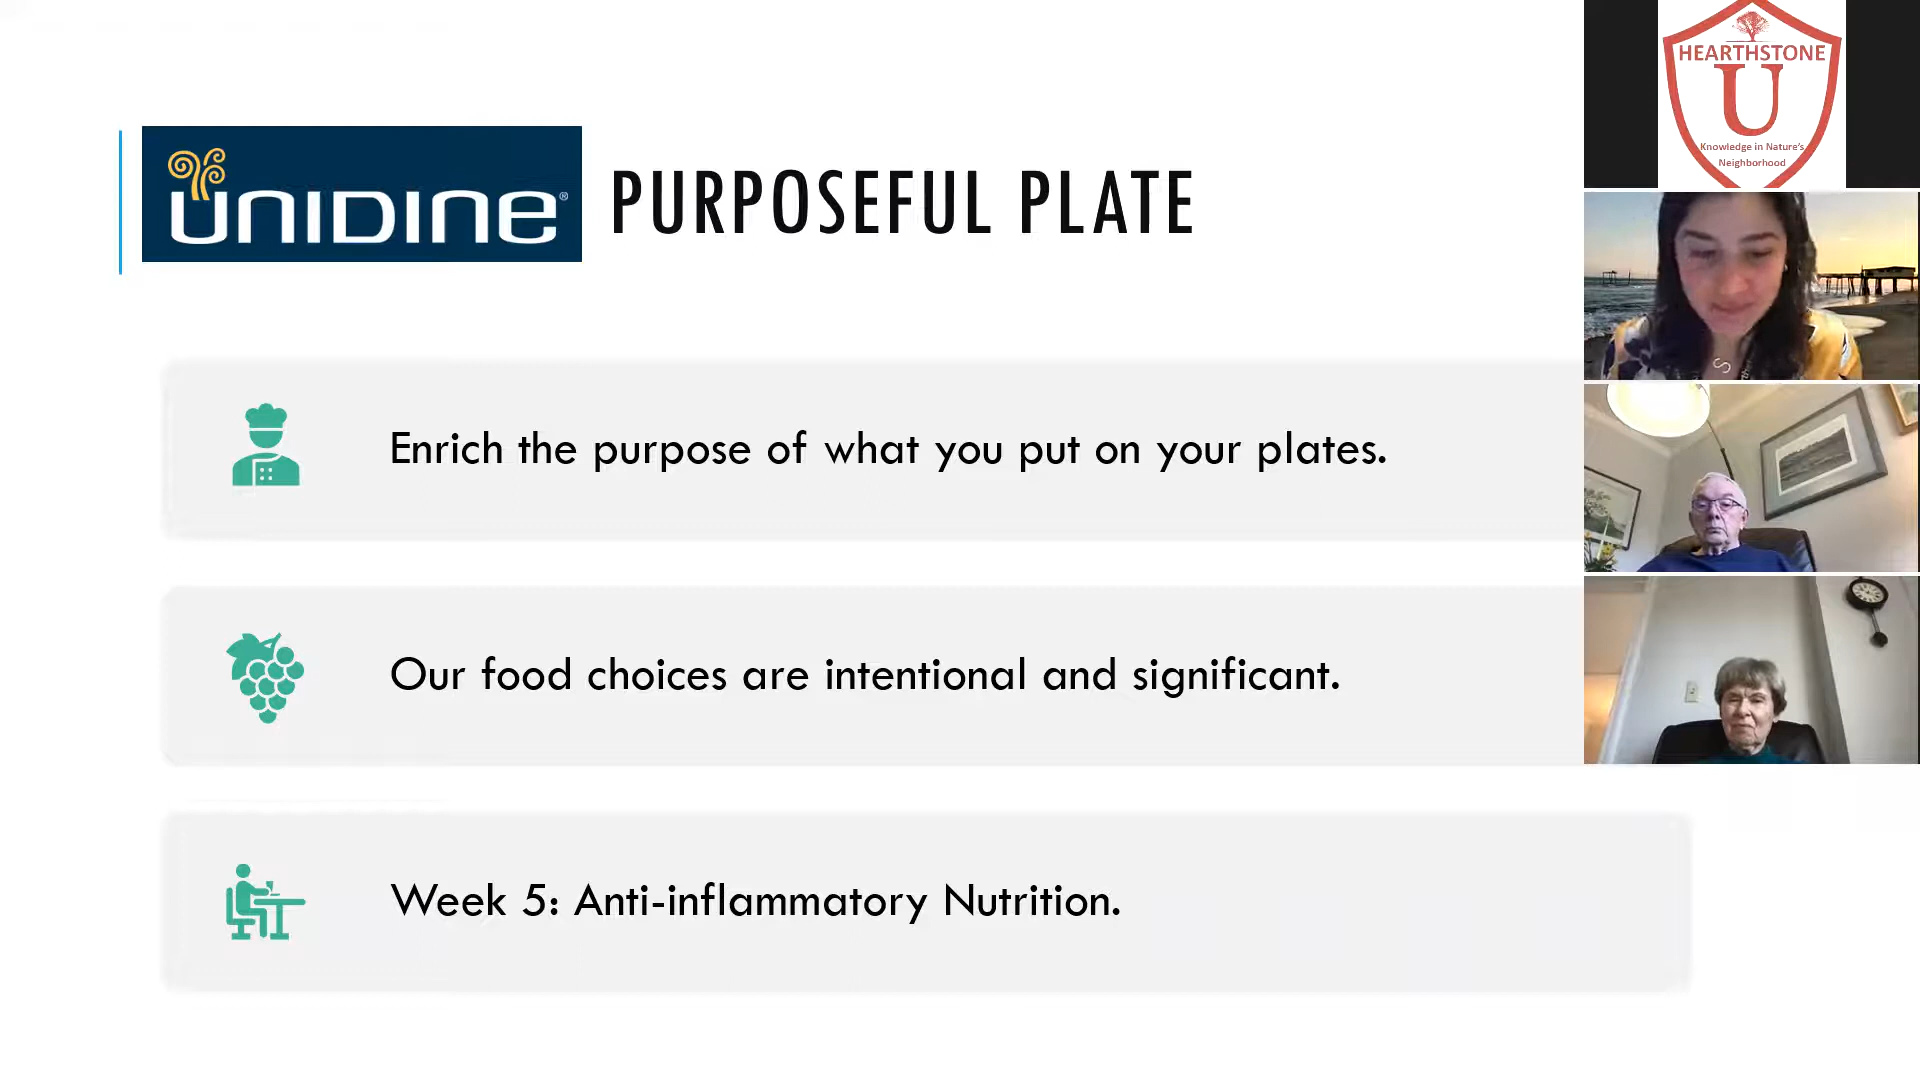 UNIDINE®
PURPOSEFUL PLATE
Enrich the purpose of what you put on your plates.
Our food choices are intentional and significant.
Week 5: Anti-inflammatory Nutrition.
HEARTHSTONE
U
Knowledge in Nature's
Neighborhood